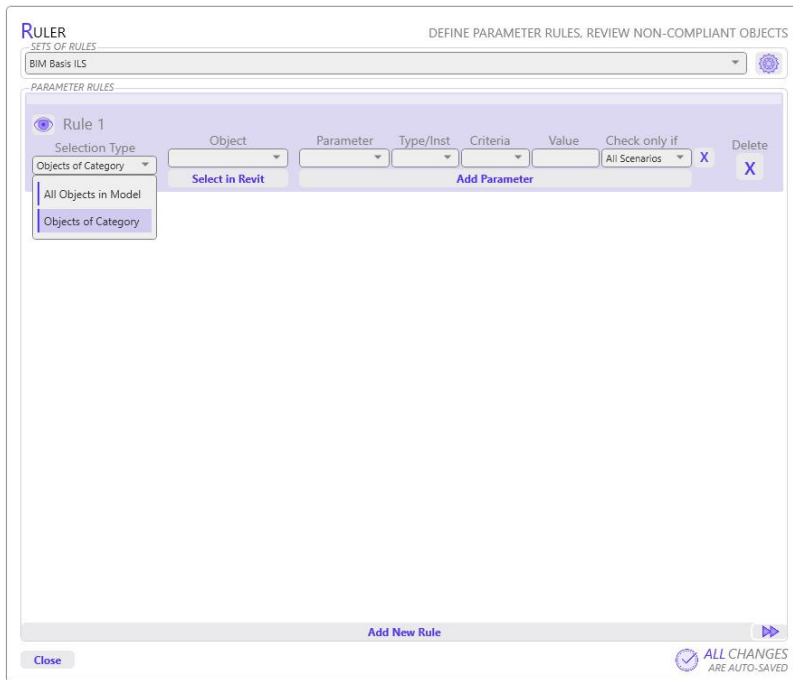 RULER
DEFINE PARAMETER RULES, REVIEW NON-COMPLIANT OBJECTS
SETS OF RULES
BIM Basis ILS
PARAMETER RULES
Rule 1
Selection Type Object Parameter Type/Inst Criteria Value Check only if Delete
Objects of Category All Scenarios X X
Select in Revit Add Parameter
All Objects in Model
Objects of Category
Add New Rule
Close
ALL CHANGES
ARE AUTO-SAVED